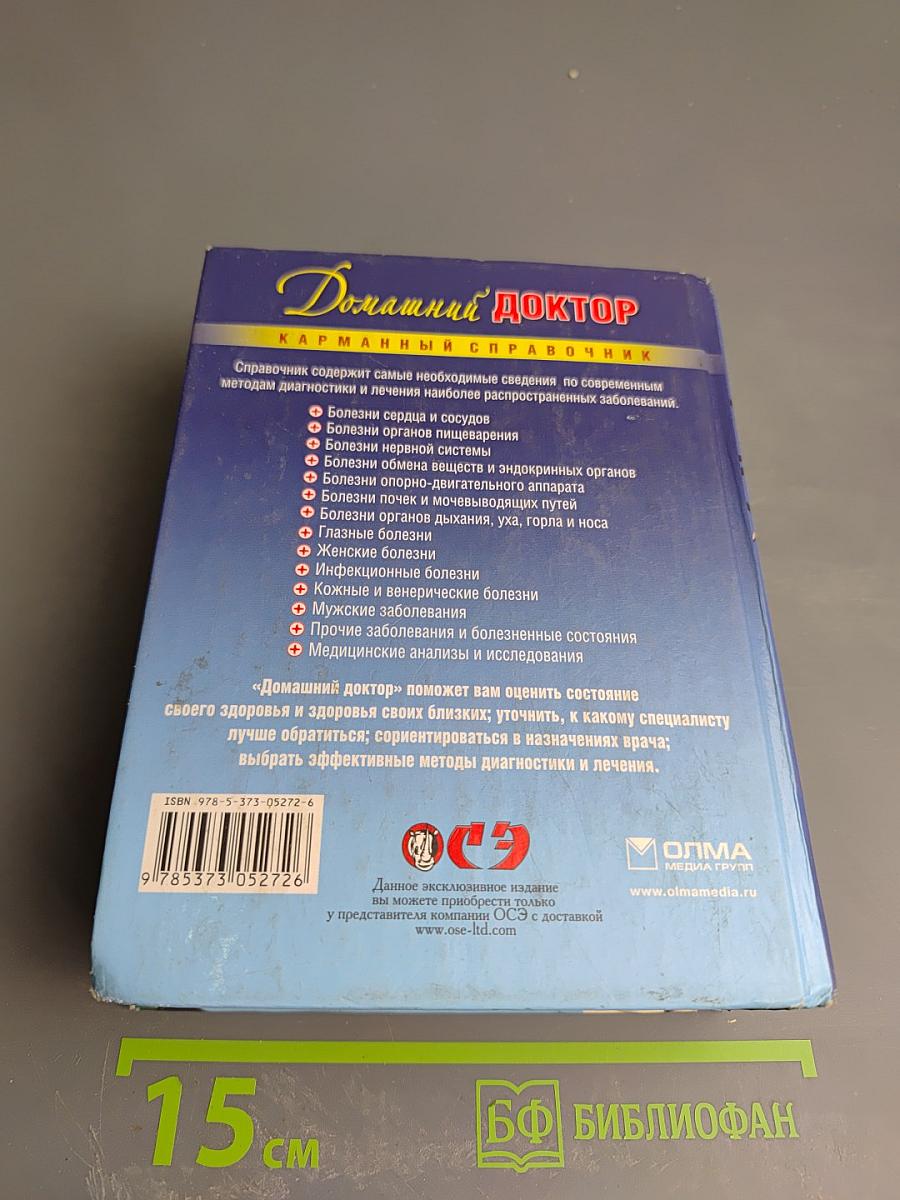 Домашний ДОКТОР
КАРМАННЫЙ СПРАВОЧНИК
Справочник содержит самые необходимые сведения по современным
методам диагностики и лечения наиболее распространенных заболеваний.
Болезни сердца и сосудов
Болезни органов пищеварения
Болезни нервной системы
Болезни обмена веществ и эндокринных органов
Болезни опорно-двигательного аппарата
Болезни почек и мочевыводящих путей
Болезни органов дыхания, уха, горла и носа
Глазные болезни
Женские болезни
Инфекционные болезни
Кожные и венерические болезни
Мужские заболевания
Прочие заболевания и болезненные состояния
Медицинские анализы и исследования
«Домашний доктор» поможет вам оценить состояние
своего здоровья и здоровья своих близких; уточнить, к какому специалисту
лучше обратиться; сориентироваться в назначениях врача;
выбрать эффективные методы диагностики и лечения.
ISBN 978-5-373-05272-6
9 785373 052726
ОСЭ
Данное эксклюзивное издание
вы можете приобрести только
у представителя компании ОСЭ с доставкой
www.ose-ltd.com
ОЛМА
МЕДИА ГРУПП
www.olmamedia.ru
15 см
БФ БИБЛИОФАН